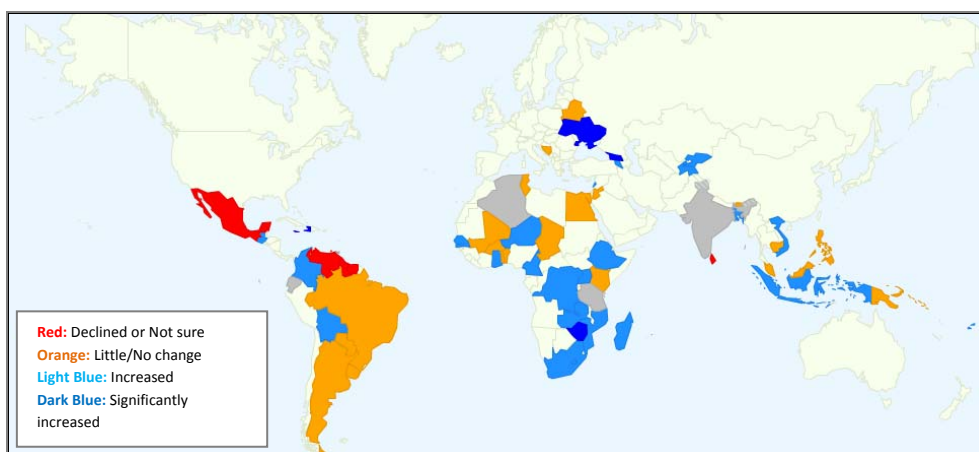 Red: Declined or Not sure
Orange: Little/No change
Light Blue: Increased
Dark Blue: Significantly
increased